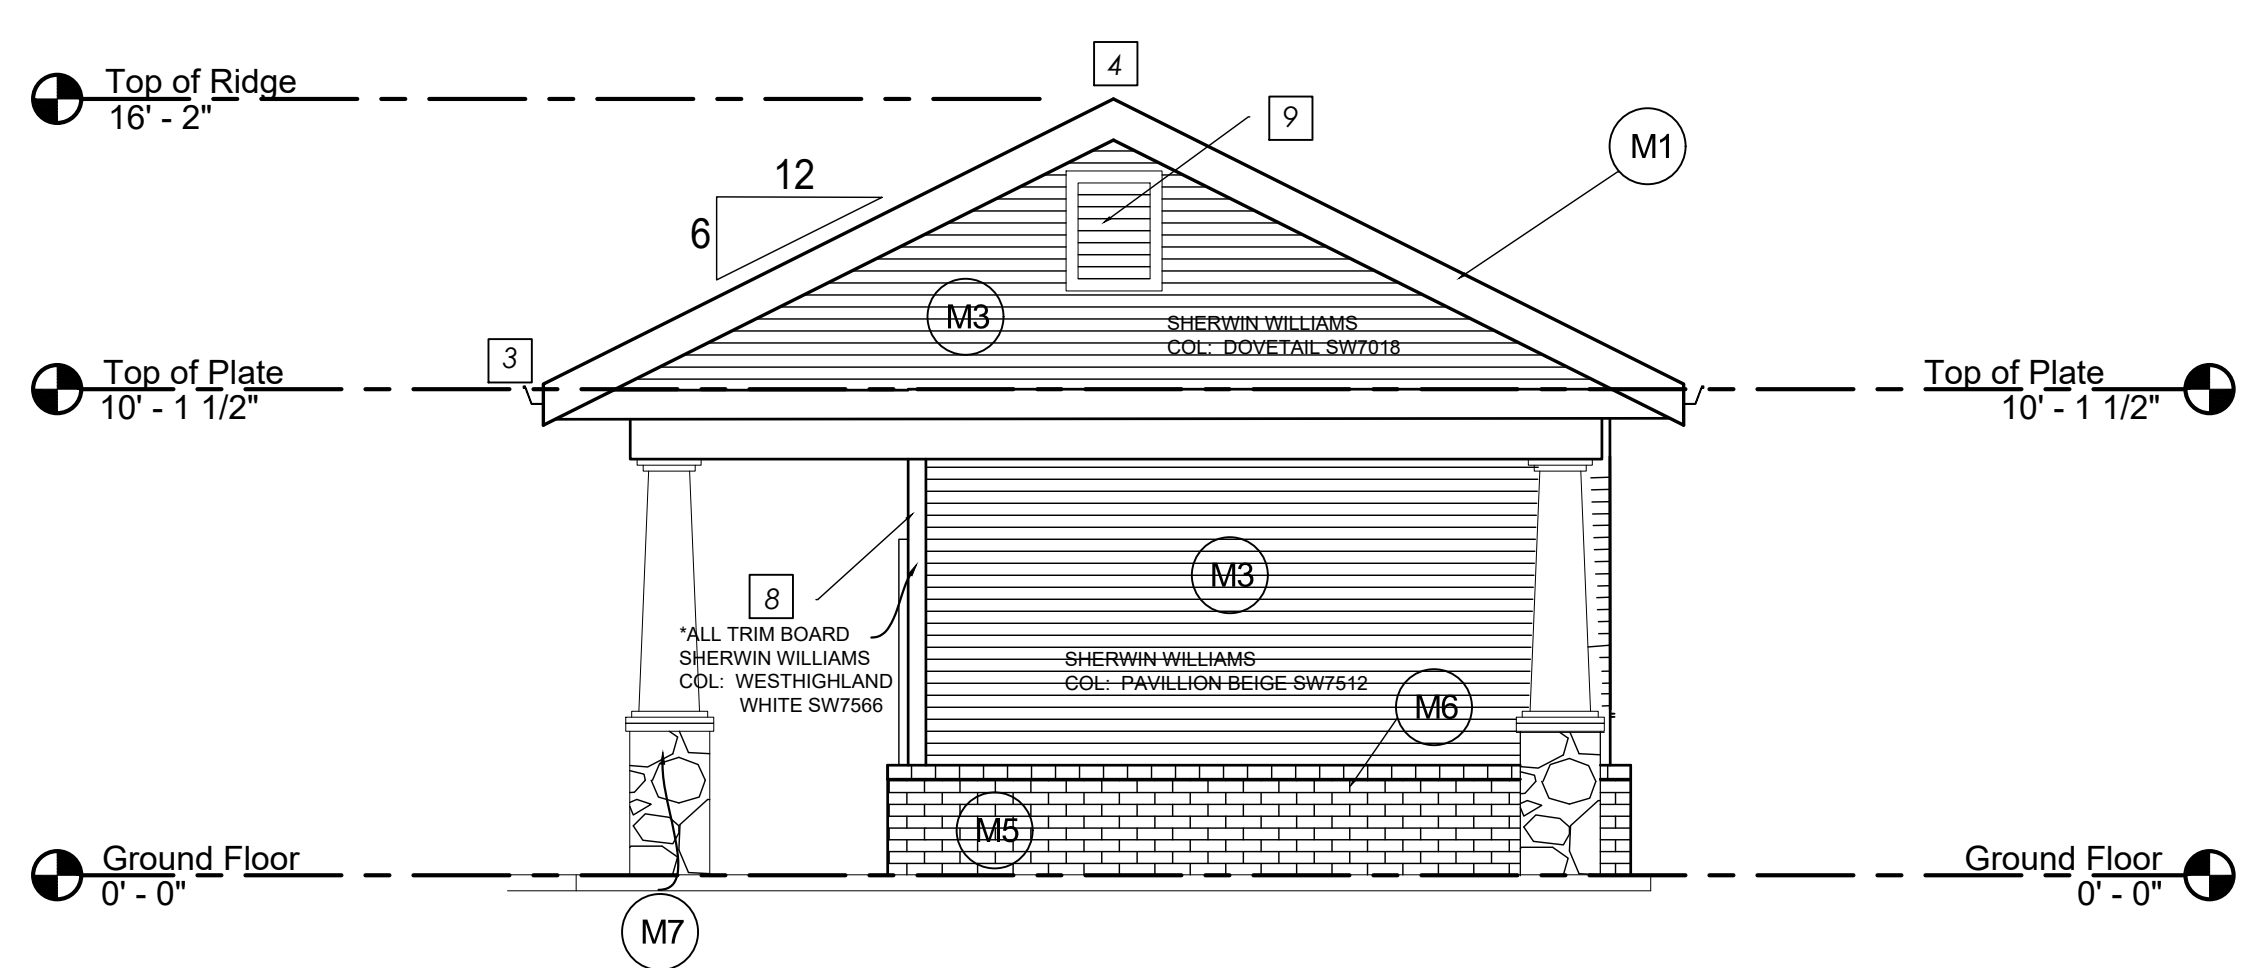 4
Top of Ridge
16' - 2"
9
M1
12
6
M3
SHERWIN WILLIAMS
COL: DOVETAIL SW7018
3
Top of Plate
10' - 1 1/2"
Top of Plate
10' - 1 1/2"
M3
8
*ALL TRIM BOARD
SHERWIN WILLIAMS
COL: WESTHIGHLAND
WHITE SW7566
SHERWIN WILLIAMS
COL: PAVILLION BEIGE SW7512
M6
M5
Ground Floor
0' - 0"
Ground Floor
0' - 0"
M7